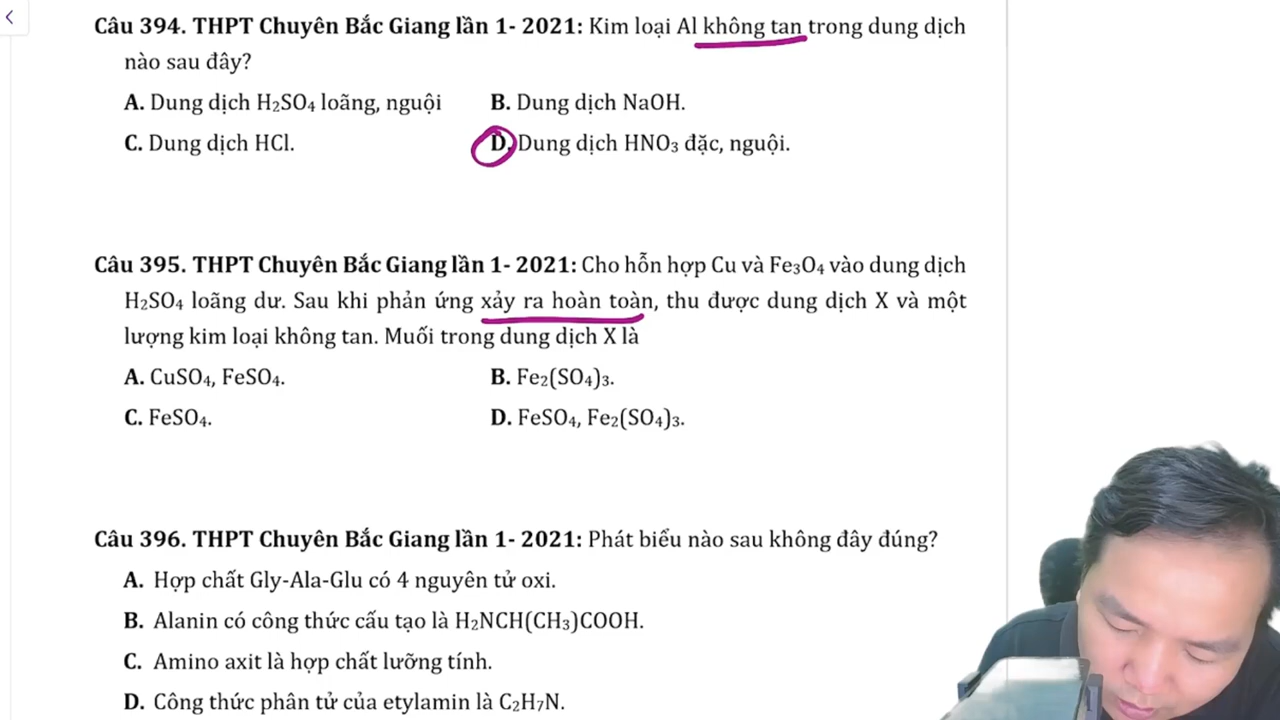 Câu 394. THPT Chuyên Bắc Giang lần 1- 2021: Kim loại Al không tan trong dung dịch
nào sau đây?
A. Dung dịch H₂SO₄ loãng, nguội B. Dung dịch NaOH.
C. Dung dịch HCl. D. Dung dịch HNO₃ đặc, nguội.
Câu 395. THPT Chuyên Bắc Giang lần 1- 2021: Cho hỗn hợp Cu và Fe₃O₄ vào dung dịch
H₂SO₄ loãng dư. Sau khi phản ứng xảy ra hoàn toàn, thu được dung dịch X và một
lượng kim loại không tan. Muối trong dung dịch X là
A. CuSO₄, FeSO₄. B. Fe₂(SO₄)₃.
C. FeSO₄. D. FeSO₄, Fe₂(SO₄)₃.
Câu 396. THPT Chuyên Bắc Giang lần 1- 2021: Phát biểu nào sau không đây đúng?
A. Hợp chất Gly-Ala-Glu có 4 nguyên tử oxi.
B. Alanin có công thức cấu tạo là H₂NCH(CH₃)COOH.
C. Amino axit là hợp chất lưỡng tính.
D. Công thức phân tử của etylamin là C₂H₇N.